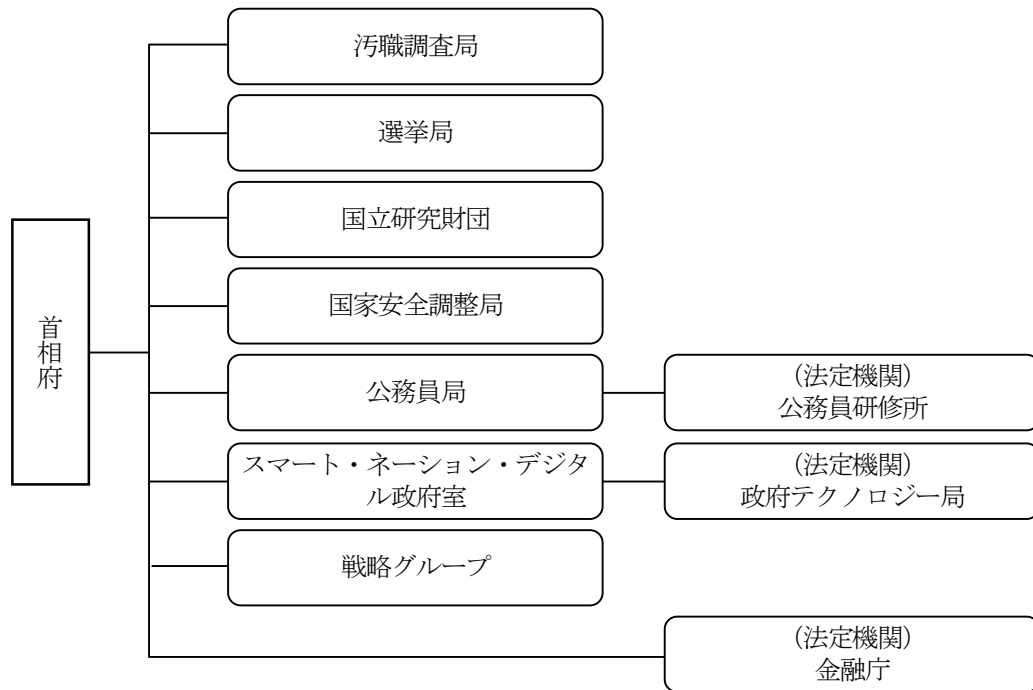 汚職調査局
選挙局
国立研究財団
国家安全調整局
首相府
公務員局
(法定機関)
公務員研修所
スマート・ネーション・デジタ
ル政府室
(法定機関)
政府テクノロジー局
戦略グループ
(法定機関)
金融庁